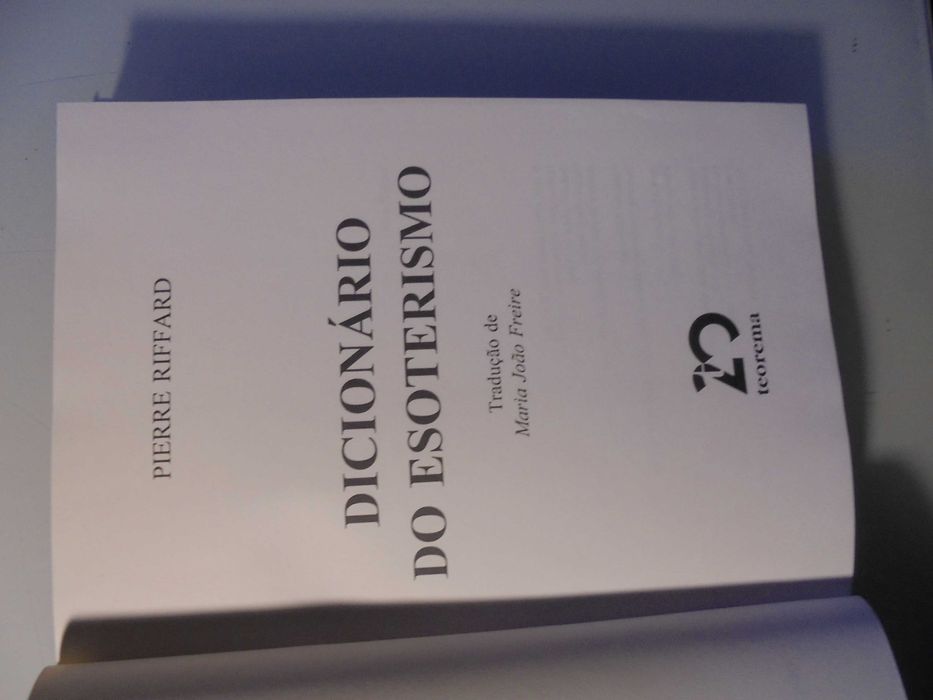 PIERRE RIFFARD
DICIONÁRIO
DO ESOTERISMO
Tradução de
Maria João Freire
teorema